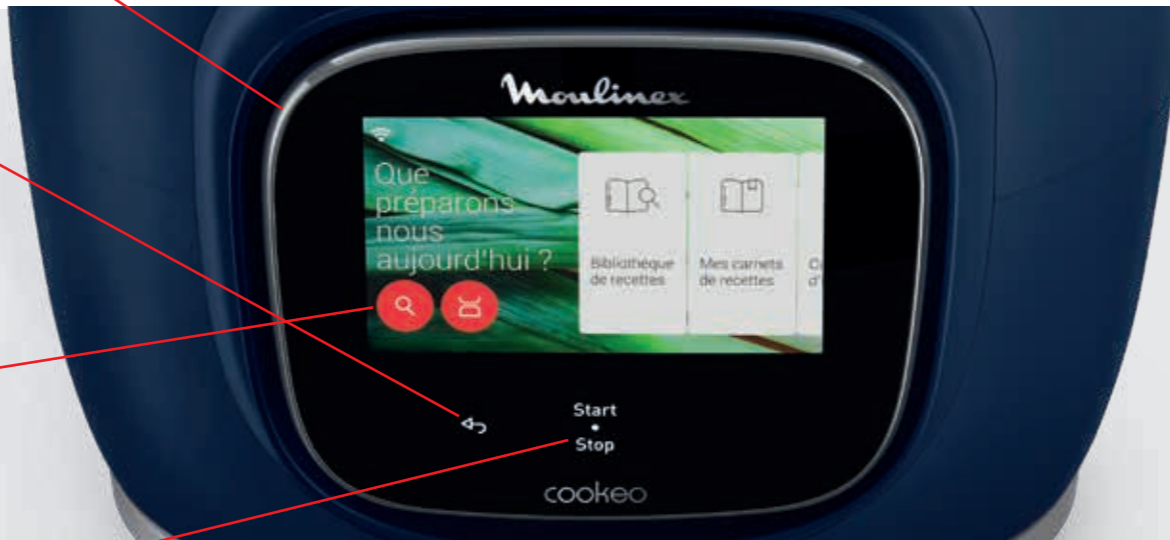 Moulinex
Que
préparons
nous
aujourd'hui ?
Bibliothèque
de recettes
Mes carnets
de recettes
Start
Stop
cookeo